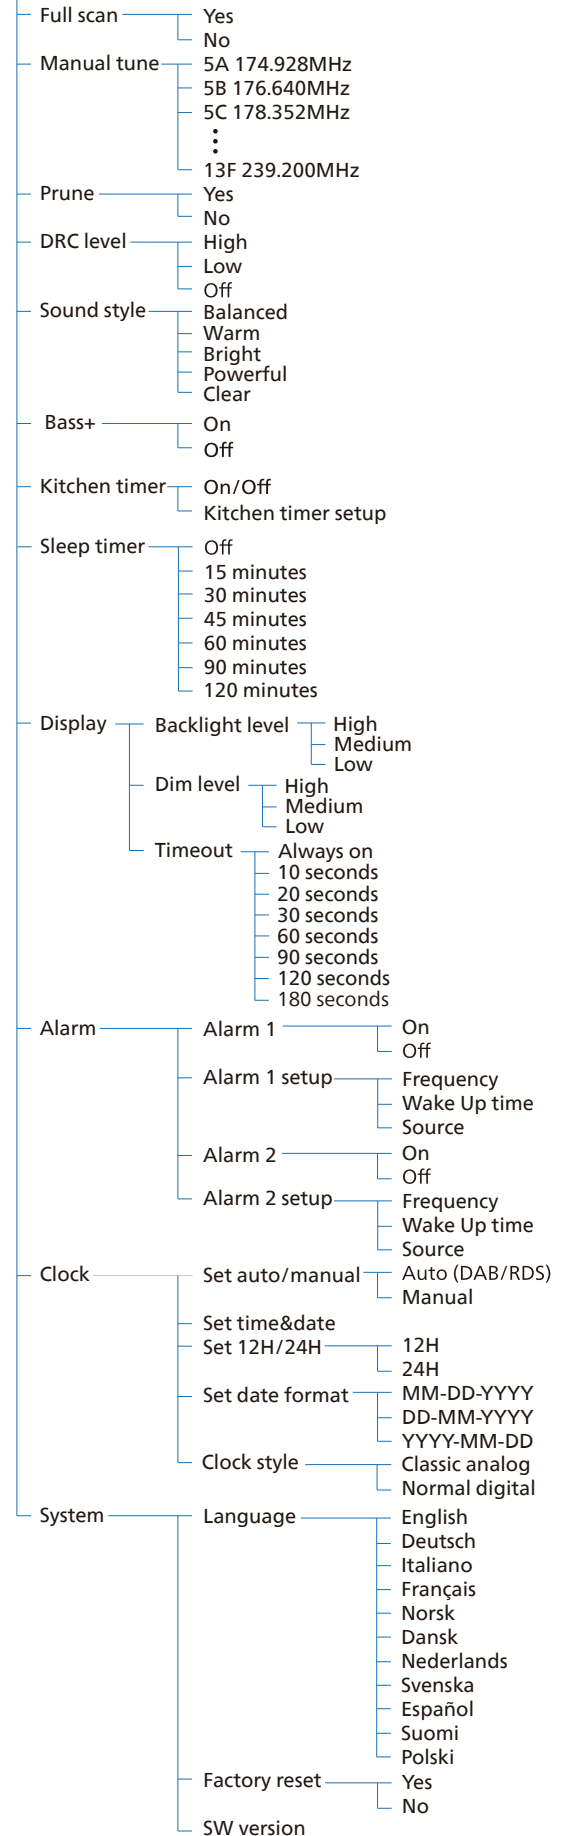 Full scan Yes
No
Manual tune 5A 174.928MHz
5B 176.640MHz
5C 178.352MHz
⋮
13F 239.200MHz
Prune Yes
No
DRC level High
Low
Off
Sound style Balanced
Warm
Bright
Powerful
Clear
Bass+ On
Off
Kitchen timer On/Off
Kitchen timer setup
Sleep timer Off
15 minutes
30 minutes
45 minutes
60 minutes
90 minutes
120 minutes
Display Backlight level High
Medium
Low
Dim level High
Medium
Low
Timeout Always on
10 seconds
20 seconds
30 seconds
60 seconds
90 seconds
120 seconds
180 seconds
Alarm Alarm 1 On
Off
Alarm 1 setup Frequency
Wake Up time
Source
Alarm 2 On
Off
Alarm 2 setup Frequency
Wake Up time
Source
Clock Set auto/manual Auto (DAB/RDS)
Manual
Set time&date
Set 12H/24H 12H
24H
Set date format MM-DD-YYYY
DD-MM-YYYY
YYYY-MM-DD
Clock style Classic analog
Normal digital
System Language English
Deutsch
Italiano
Français
Norsk
Dansk
Nederlands
Svenska
Español
Suomi
Polski
Factory reset Yes
No
SW version